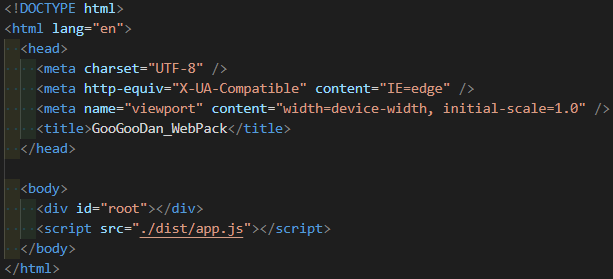 <!DOCTYPE html>
<html lang="en">
  <head>
    <meta charset="UTF-8" />
    <meta http-equiv="X-UA-Compatible" content="IE=edge" />
    <meta name="viewport" content="width=device-width, initial-scale=1.0" />
    <title>GooGooDan_WebPack</title>
  </head>

  <body>
    <div id="root"></div>
    <script src="./dist/app.js"></script>
  </body>
</html>